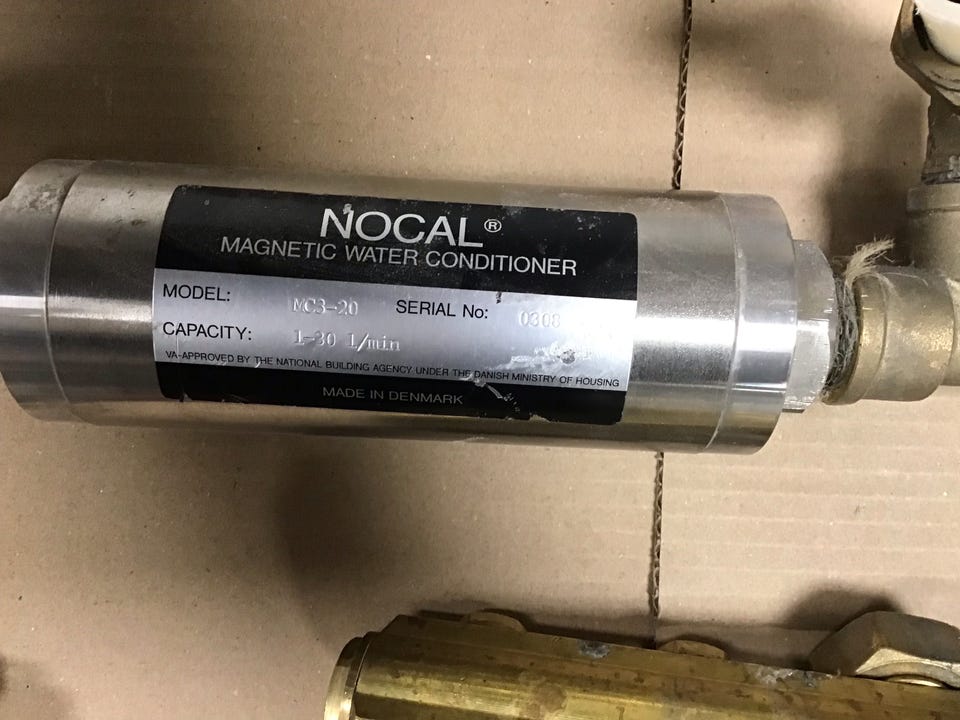 NOCAL®
MAGNETIC WATER CONDITIONER
MODEL: MC3-20 SERIAL No: 0308
CAPACITY: 1-30 l/min
VA-APPROVED BY THE NATIONAL BUILDING AGENCY UNDER THE DANISH MINISTRY OF HOUSING
MADE IN DENMARK